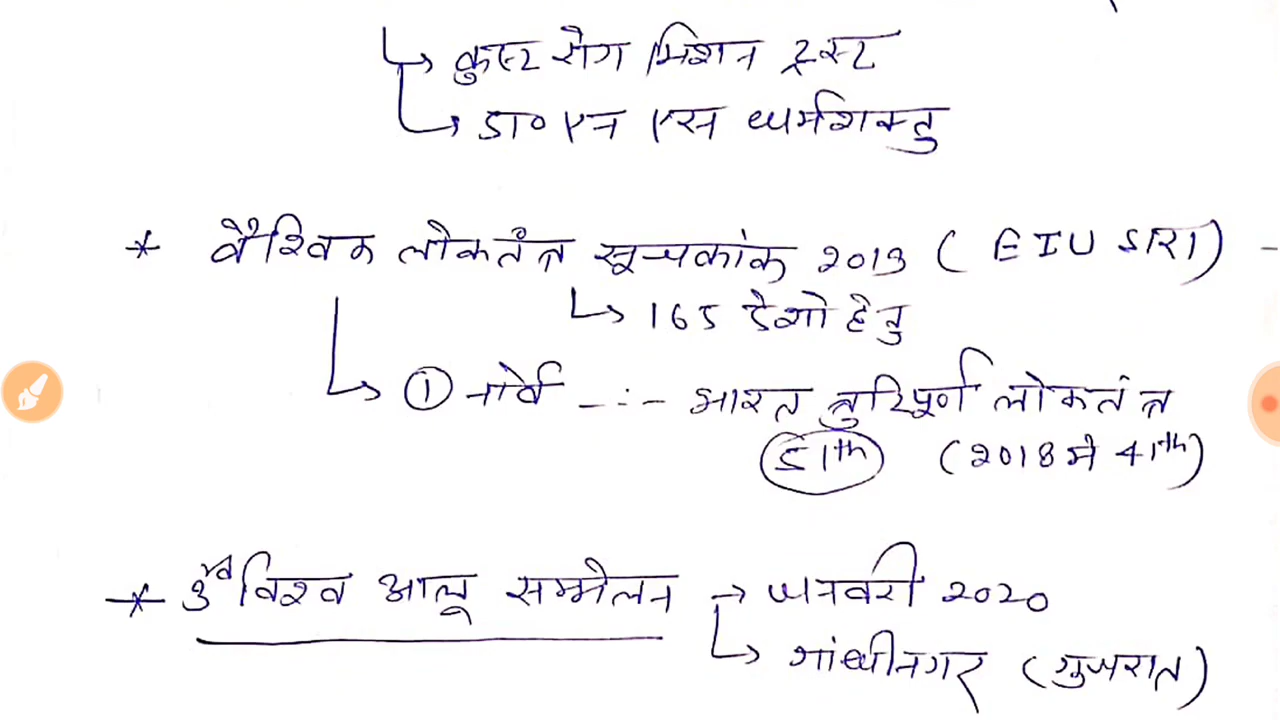 कुष्ट रोग मिशन ट्रस्ट
डा० एन एस धर्मशक्तु
* वैश्विक लोकतंत्र सूचकांक 2019 ( EIU द्वारा) -
165 देशो हेतु
① नार्वे -:- भारत त्रुटिपूर्ण लोकतंत्र
51th (2018 मे 41th)
* 3rd विश्व आलू सम्मेलन → जनवरी 2020
गांधीनगर (गुजरात)